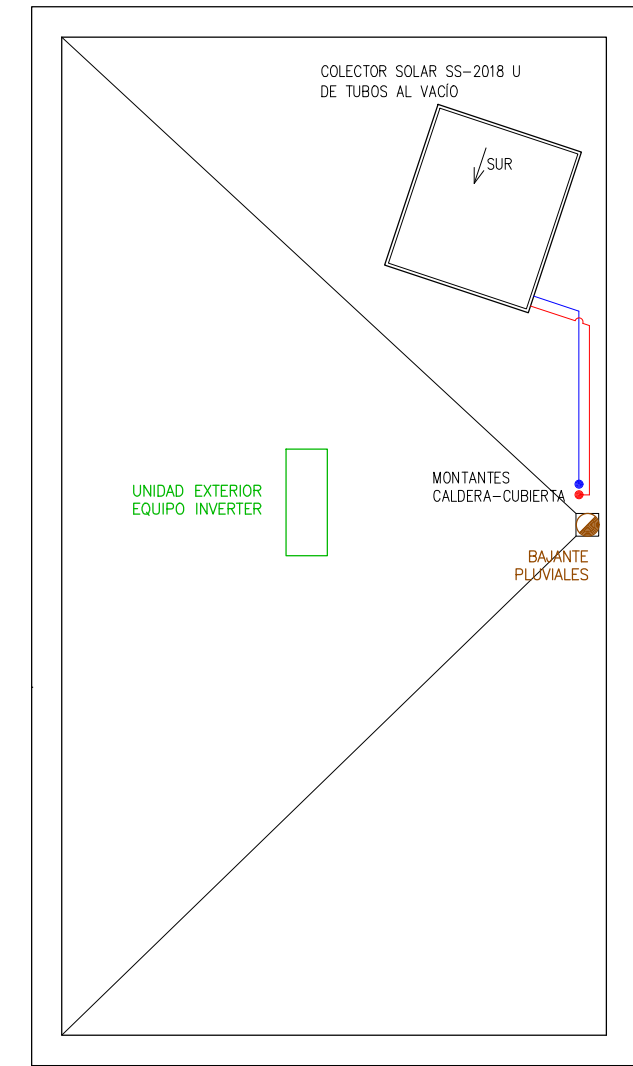 COLECTOR SOLAR SS-2018 U
DE TUBOS AL VACÍO
SUR
MONTANTES
CALDERA-CUBIERTA
UNIDAD EXTERIOR
EQUIPO INVERTER
BAJANTE
PLUVIALES